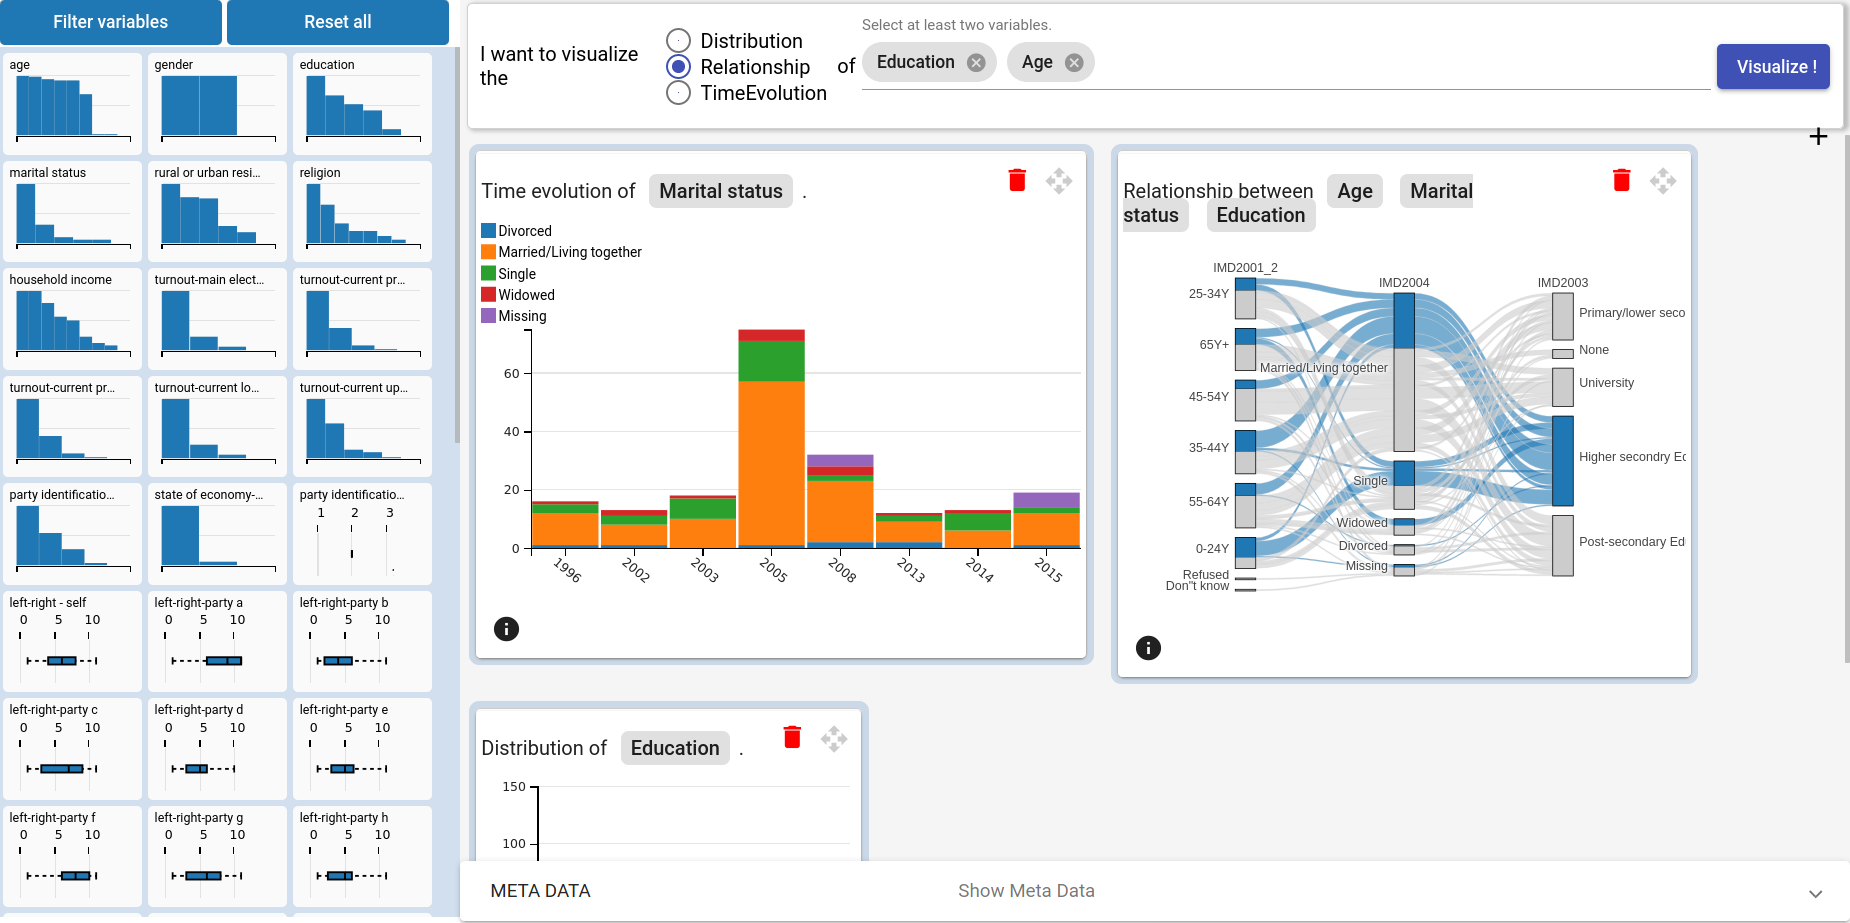 Filter variables
Reset all
age
gender
education
marital status
rural or urban resi...
religion
household income
turnout-main elect...
turnout-current pr...
turnout-current pr...
turnout-current lo...
turnout-current up...
party identificatio...
state of economy-...
party identificatio...
1 2 3
left-right - self
left-right-party a
left-right-party b
0 5 10
0 5 10
0 5 10
left-right-party c
left-right-party d
left-right-party e
0 5 10
0 5 10
0 5 10
left-right-party f
left-right-party g
left-right-party h
0 5 10
0 5 10
0 5 10
I want to visualize
the
Distribution
Relationship
TimeEvolution
of
Select at least two variables.
Education
Age
Visualize !
+
Time evolution of Marital status .
Divorced
Married/Living together
Single
Widowed
Missing
60
40
20
0
1996
2002
2003
2005
2008
2013
2014
2015
i
Relationship between Age Marital
status Education
IMD2001_2
IMD2004
IMD2003
25-34Y
65Y+
45-54Y
35-44Y
55-64Y
0-24Y
Refused
Don"t know
Married/Living together
Single
Widowed
Divorced
Missing
Primary/lower seco
None
University
Higher secondry Ec
Post-secondary Ed
i
Distribution of Education .
150
100
META DATA
Show Meta Data